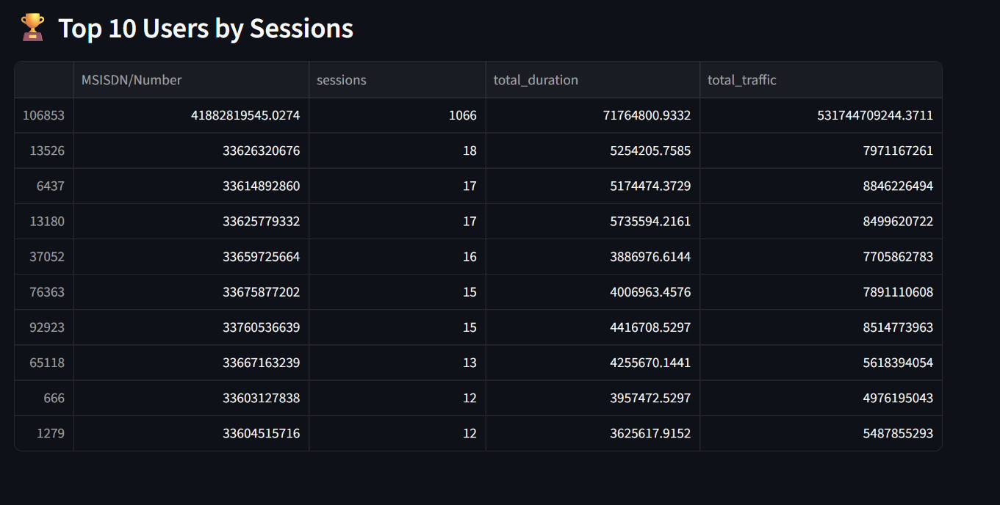 🏆 Top 10 Users by Sessions
MSISDN/Number sessions total_duration total_traffic
106853 41882819545.0274 1066 71764800.9332 531744709244.3711
13526 33626320676 18 5254205.7585 7971167261
6437 33614892860 17 5174474.3729 8846226494
13180 33625779332 17 5735594.2161 8499620722
37052 33659725664 16 3886976.6144 7705862783
76363 33675877202 15 4006963.4576 7891110608
92923 33760536639 15 4416708.5297 8514773963
65118 33667163239 13 4255670.1441 5618394054
666 33603127838 12 3957472.5297 4976195043
1279 33604515716 12 3625617.9152 5487855293